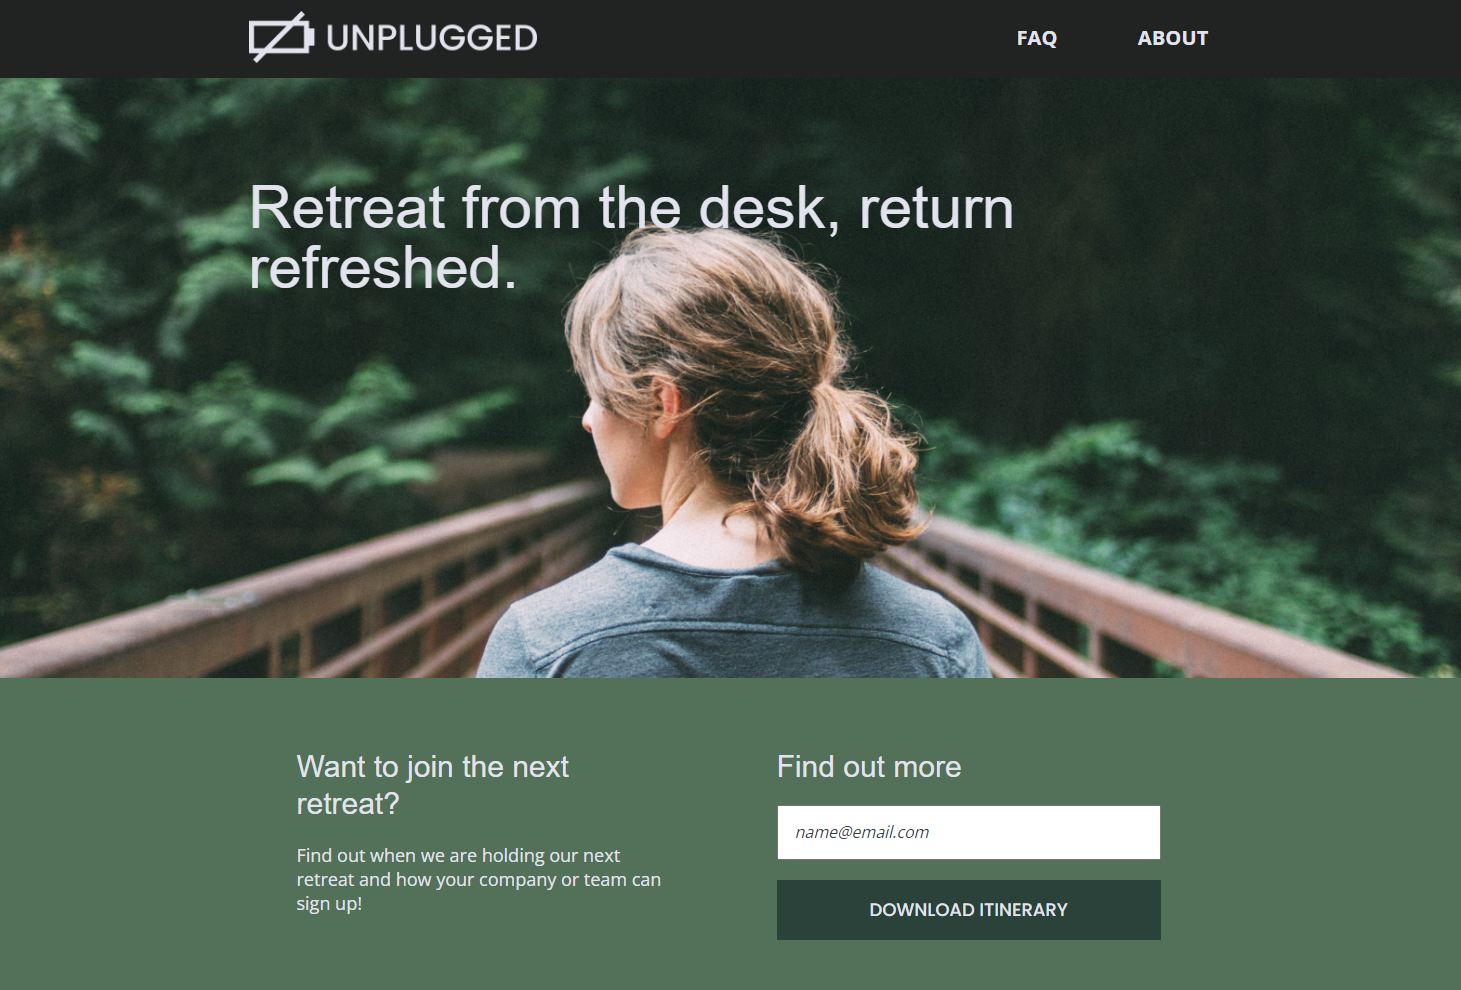 UNPLUGGED
FAQ
ABOUT
Retreat from the desk, return
refreshed.
Want to join the next
retreat?
Find out when we are holding our next
retreat and how your company or team can
sign up!
Find out more
name@email.com
DOWNLOAD ITINERARY